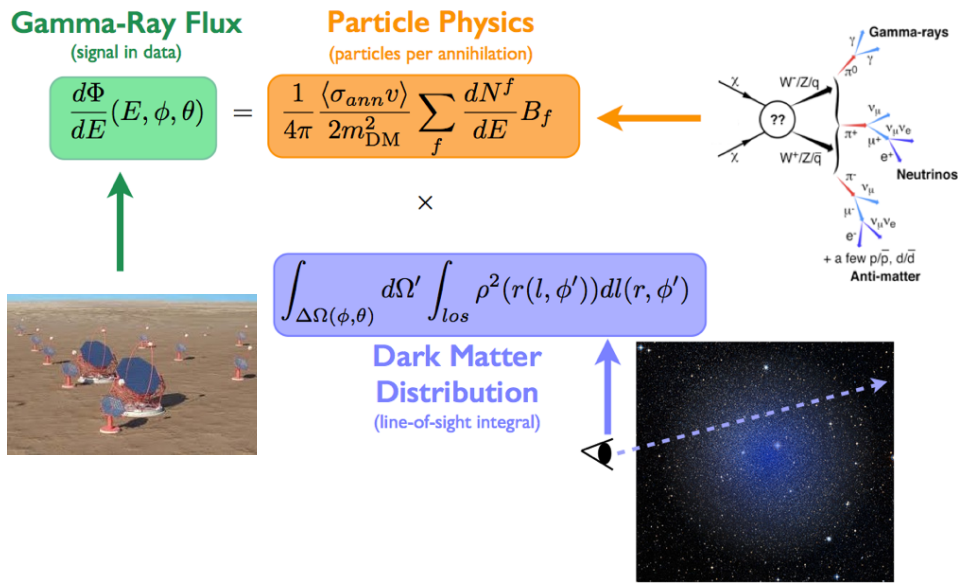 Gamma-Ray Flux
(signal in data)
Particle Physics
(particles per annihilation)
dΦ/dE (E, ϕ, θ) = 1/4π ⟨σ_ann v⟩/2m²_DM ∑_f dN^f/dE B_f
×
∫_ΔΩ(ϕ,θ) dΩ′ ∫_los ρ²(r(l, ϕ′))dl(r, ϕ′)
Dark Matter
Distribution
(line-of-sight integral)
Gamma-rays
γ
γ
π⁰
W⁻/Z/q
χ
??
χ
W⁺/Z/q̅
π⁺
ν_μ
μ⁺
ν_μ ν_e
e⁺
Neutrinos
π⁻
ν_μ
μ⁻
ν_μ ν_e
e⁻
+ a few p/p̅, d/d̅
Anti-matter